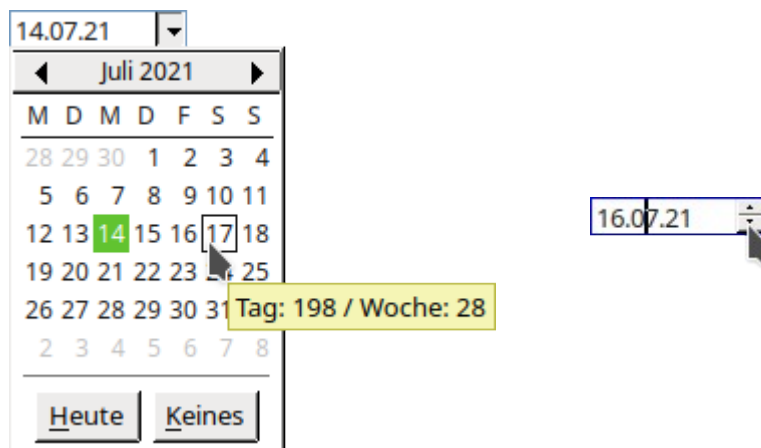 14.07.21
Juli 2021
M D M D F S S
28 29 30 1 2 3 4
5 6 7 8 9 10 11
12 13 14 15 16 17 18
16.07.21
19 20 21 22 23 24 25
26 27 28 29 30 31
Tag: 198 / Woche: 28
2 3 4 5 6 7 8
Heute Keines